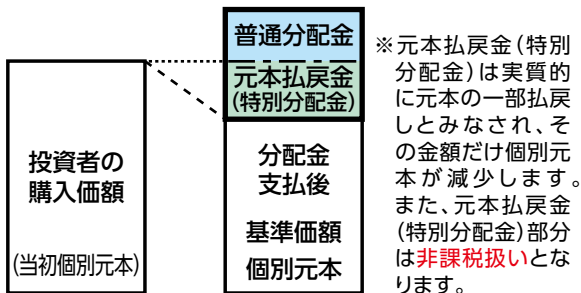 普通分配金
元本払戻金
(特別分配金)
投資者の
購入価額
(当初個別元本)
分配金
支払後
基準価額
個別元本
※元本払戻金(特別
分配金)は実質的
に元本の一部払戻
しとみなされ、そ
の金額だけ個別元
本が減少します。
また、元本払戻金
(特別分配金)部分
は非課税扱いとな
ります。